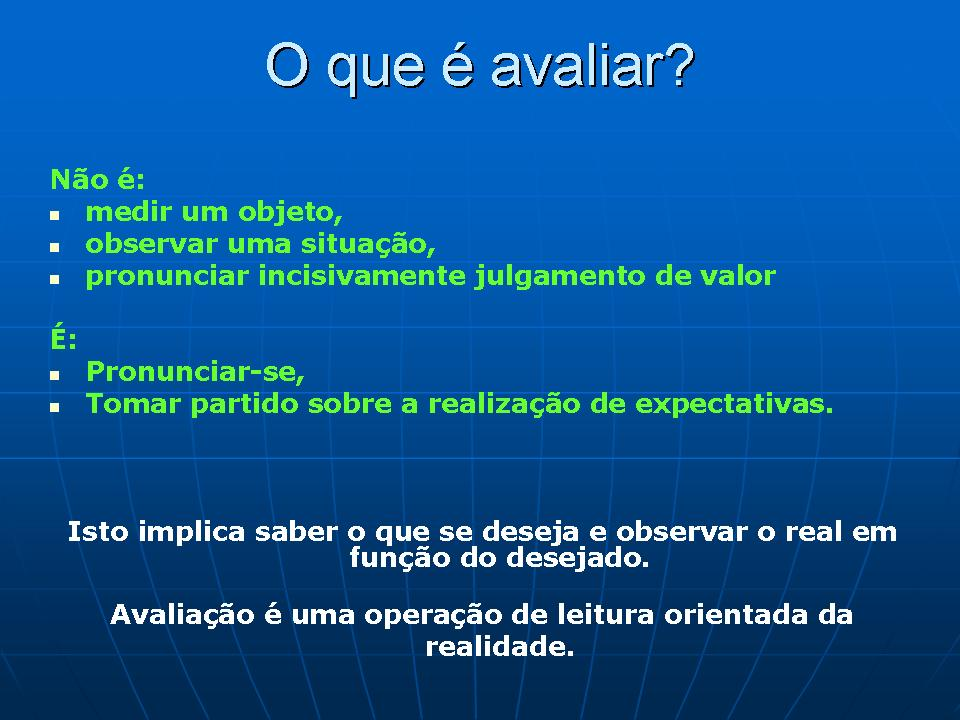 O que é avaliar?
Não é:
medir um objeto,
observar uma situação,
pronunciar incisivamente julgamento de valor
É:
Pronunciar-se,
Tomar partido sobre a realização de expectativas.
Isto implica saber o que se deseja e observar o real em
função do desejado.
Avaliação é uma operação de leitura orientada da
realidade.